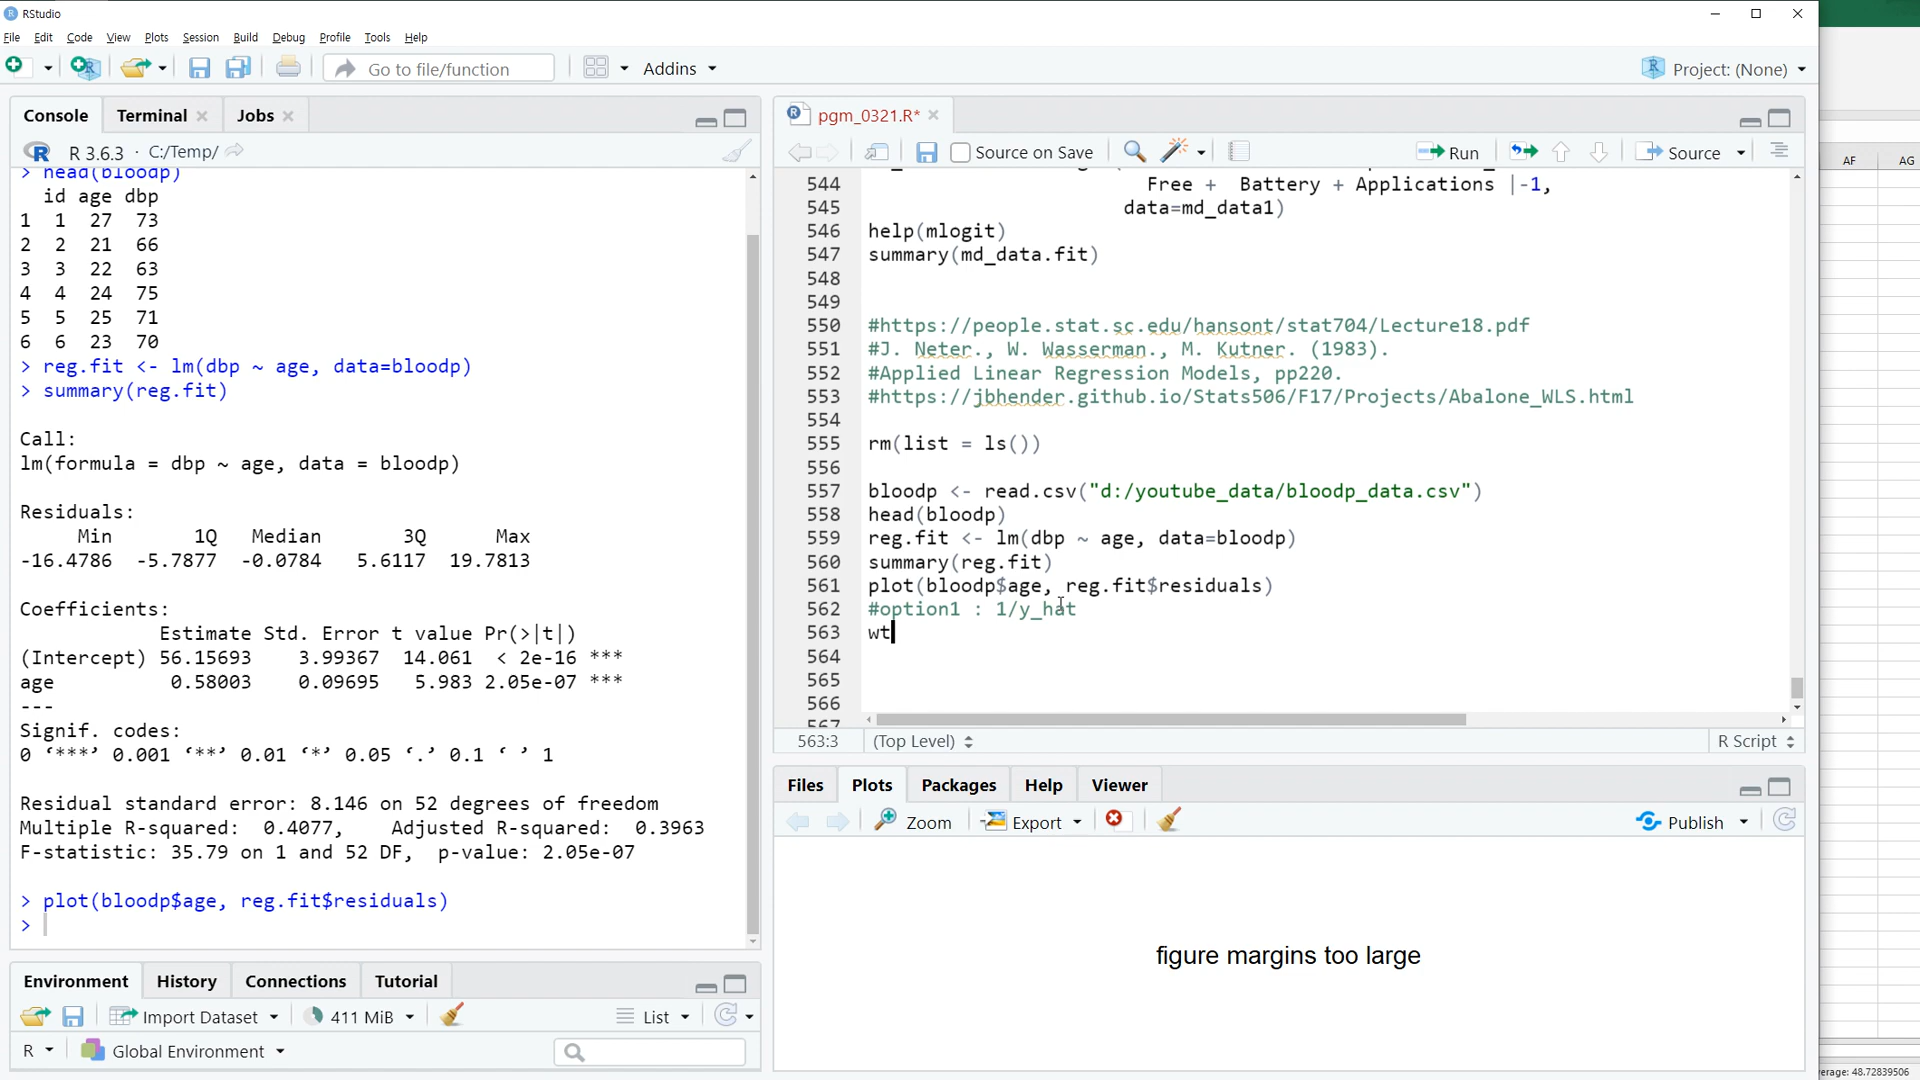 RStudio
File Edit Code View Plots Session Build Debug Profile Tools Help
Go to file/function Addins Project: (None)
Console Terminal Jobs
R 3.6.3 · C:/Temp/
> head(bloodp)
id age dbp
1 1 27 73
2 2 21 66
3 3 22 63
4 4 24 75
5 5 25 71
6 6 23 70
> reg.fit <- lm(dbp ~ age, data=bloodp)
> summary(reg.fit)
Call:
lm(formula = dbp ~ age, data = bloodp)
Residuals:
Min 1Q Median 3Q Max
-16.4786 -5.7877 -0.0784 5.6117 19.7813
Coefficients:
Estimate Std. Error t value Pr(>|t|)
(Intercept) 56.15693 3.99367 14.061 < 2e-16 ***
age 0.58003 0.09695 5.983 2.05e-07 ***
---
Signif. codes:
0 ‘***’ 0.001 ‘**’ 0.01 ‘*’ 0.05 ‘.’ 0.1 ‘ ’ 1
Residual standard error: 8.146 on 52 degrees of freedom
Multiple R-squared: 0.4077, Adjusted R-squared: 0.3963
F-statistic: 35.79 on 1 and 52 DF, p-value: 2.05e-07
> plot(bloodp$age, reg.fit$residuals)
>
Environment History Connections Tutorial
Import Dataset 411 MiB List
R Global Environment
pgm_0321.R*
Source on Save Run Source
544 Free + Battery + Applications |-1,
545 data=md_data1)
546 help(mlogit)
547 summary(md_data.fit)
548
549
550 #https://people.stat.sc.edu/hansont/stat704/Lecture18.pdf
551 #J. Neter., W. Wasserman., M. Kutner. (1983).
552 #Applied Linear Regression Models, pp220.
553 #https://jbhender.github.io/Stats506/F17/Projects/Abalone_WLS.html
554
555 rm(list = ls())
556
557 bloodp <- read.csv("d:/youtube_data/bloodp_data.csv")
558 head(bloodp)
559 reg.fit <- lm(dbp ~ age, data=bloodp)
560 summary(reg.fit)
561 plot(bloodp$age, reg.fit$residuals)
562 #option1 : 1/y_hat
563 wt
564
565
566
567
563:3 (Top Level) R Script
Files Plots Packages Help Viewer
Zoom Export Publish
figure margins too large
AF AG
erage: 48.72839506